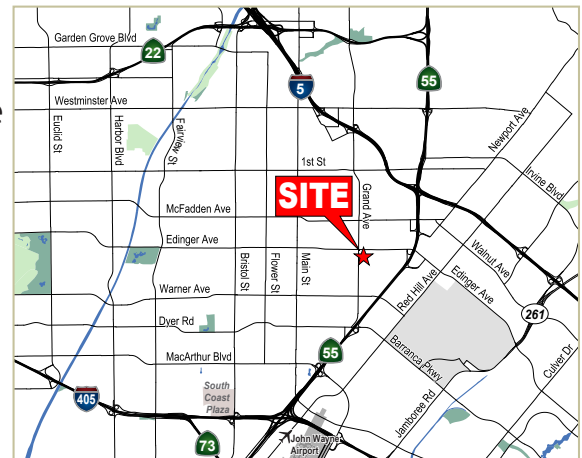 Garden Grove Blvd
22
55
5
Westminster Ave
Newport Ave
Euclid St
Harbor Blvd
Fairview St
1st St
Irvine Blvd
SITE
Grand Ave
McFadden Ave
Edinger Ave
Walnut Ave
Bristol St
Flower St
Main St
Red Hill Ave
Edinger Ave
Warner Ave
261
Dyer Rd
Barranca Pkwy
MacArthur Blvd
55
Culver Dr
South
Coast
Plaza
405
Jamboree Rd
73
John Wayne
Airport